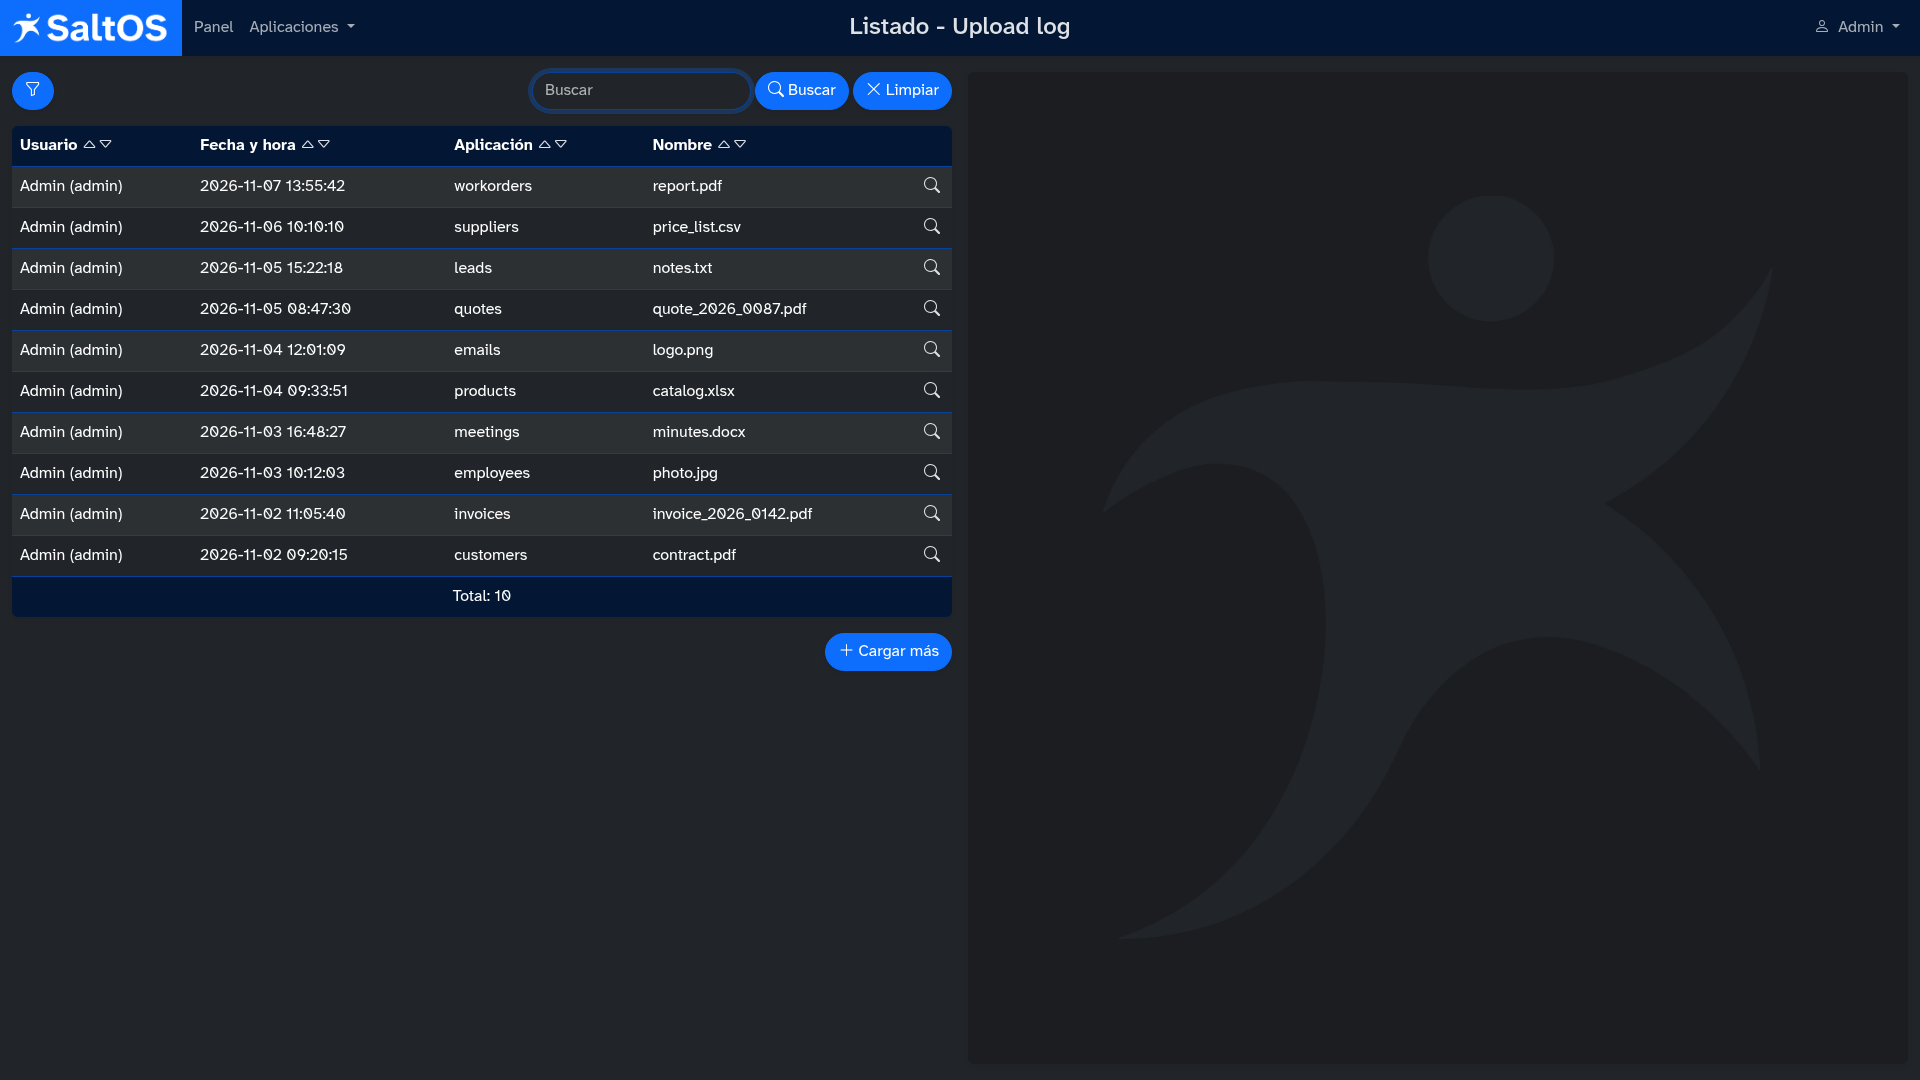 SaltOS Panel Aplicaciones Listado - Upload log Admin
Buscar Buscar Limpiar
Usuario Fecha y hora Aplicación Nombre
Admin (admin) 2026-11-07 13:55:42 workorders report.pdf
Admin (admin) 2026-11-06 10:10:10 suppliers price_list.csv
Admin (admin) 2026-11-05 15:22:18 leads notes.txt
Admin (admin) 2026-11-05 08:47:30 quotes quote_2026_0087.pdf
Admin (admin) 2026-11-04 12:01:09 emails logo.png
Admin (admin) 2026-11-04 09:33:51 products catalog.xlsx
Admin (admin) 2026-11-03 16:48:27 meetings minutes.docx
Admin (admin) 2026-11-03 10:12:03 employees photo.jpg
Admin (admin) 2026-11-02 11:05:40 invoices invoice_2026_0142.pdf
Admin (admin) 2026-11-02 09:20:15 customers contract.pdf
Total: 10
Cargar más